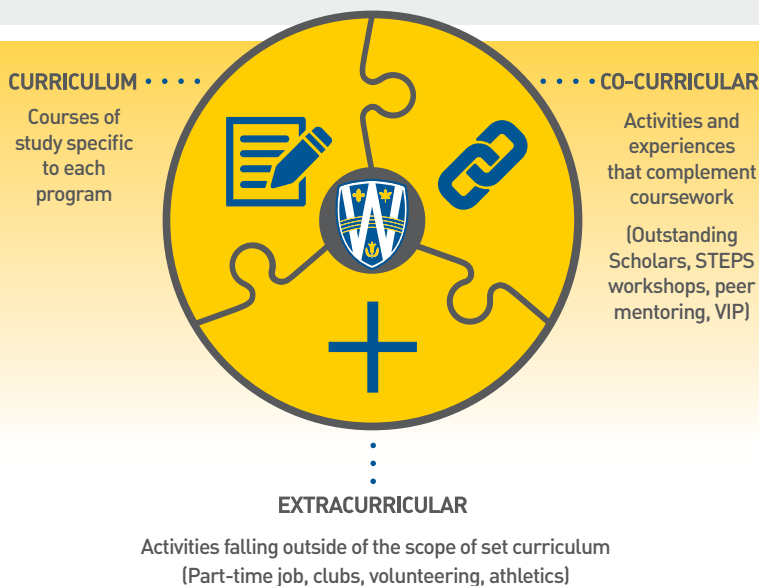 CURRICULUM
Courses of
study specific
to each
program
CO-CURRICULAR
Activities and
experiences
that complement
coursework
(Outstanding
Scholars, STEPS
workshops, peer
mentoring, VIP)
W
EXTRACURRICULAR
Activities falling outside of the scope of set curriculum
(Part-time job, clubs, volunteering, athletics)